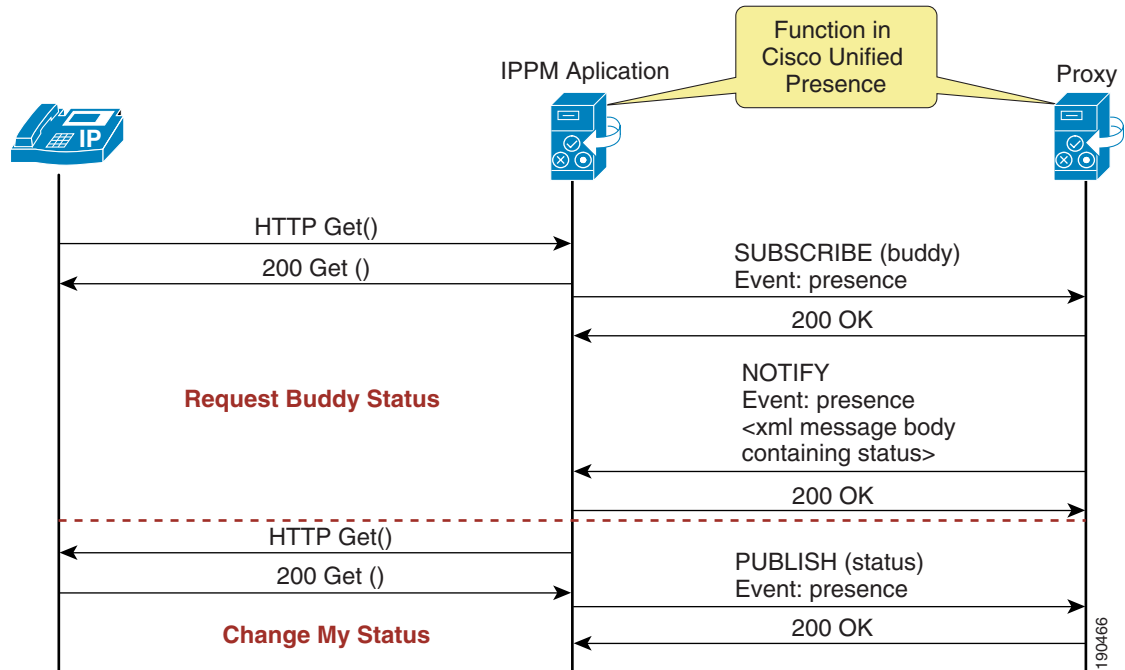 Function in
Cisco Unified
Presence
IPPM Aplication
Proxy
IP
HTTP Get()
200 Get ()
SUBSCRIBE (buddy)
Event: presence
200 OK
Request Buddy Status
NOTIFY
Event: presence
<xml message body
containing status>
200 OK
HTTP Get()
200 Get ()
PUBLISH (status)
Event: presence
200 OK
Change My Status
190466